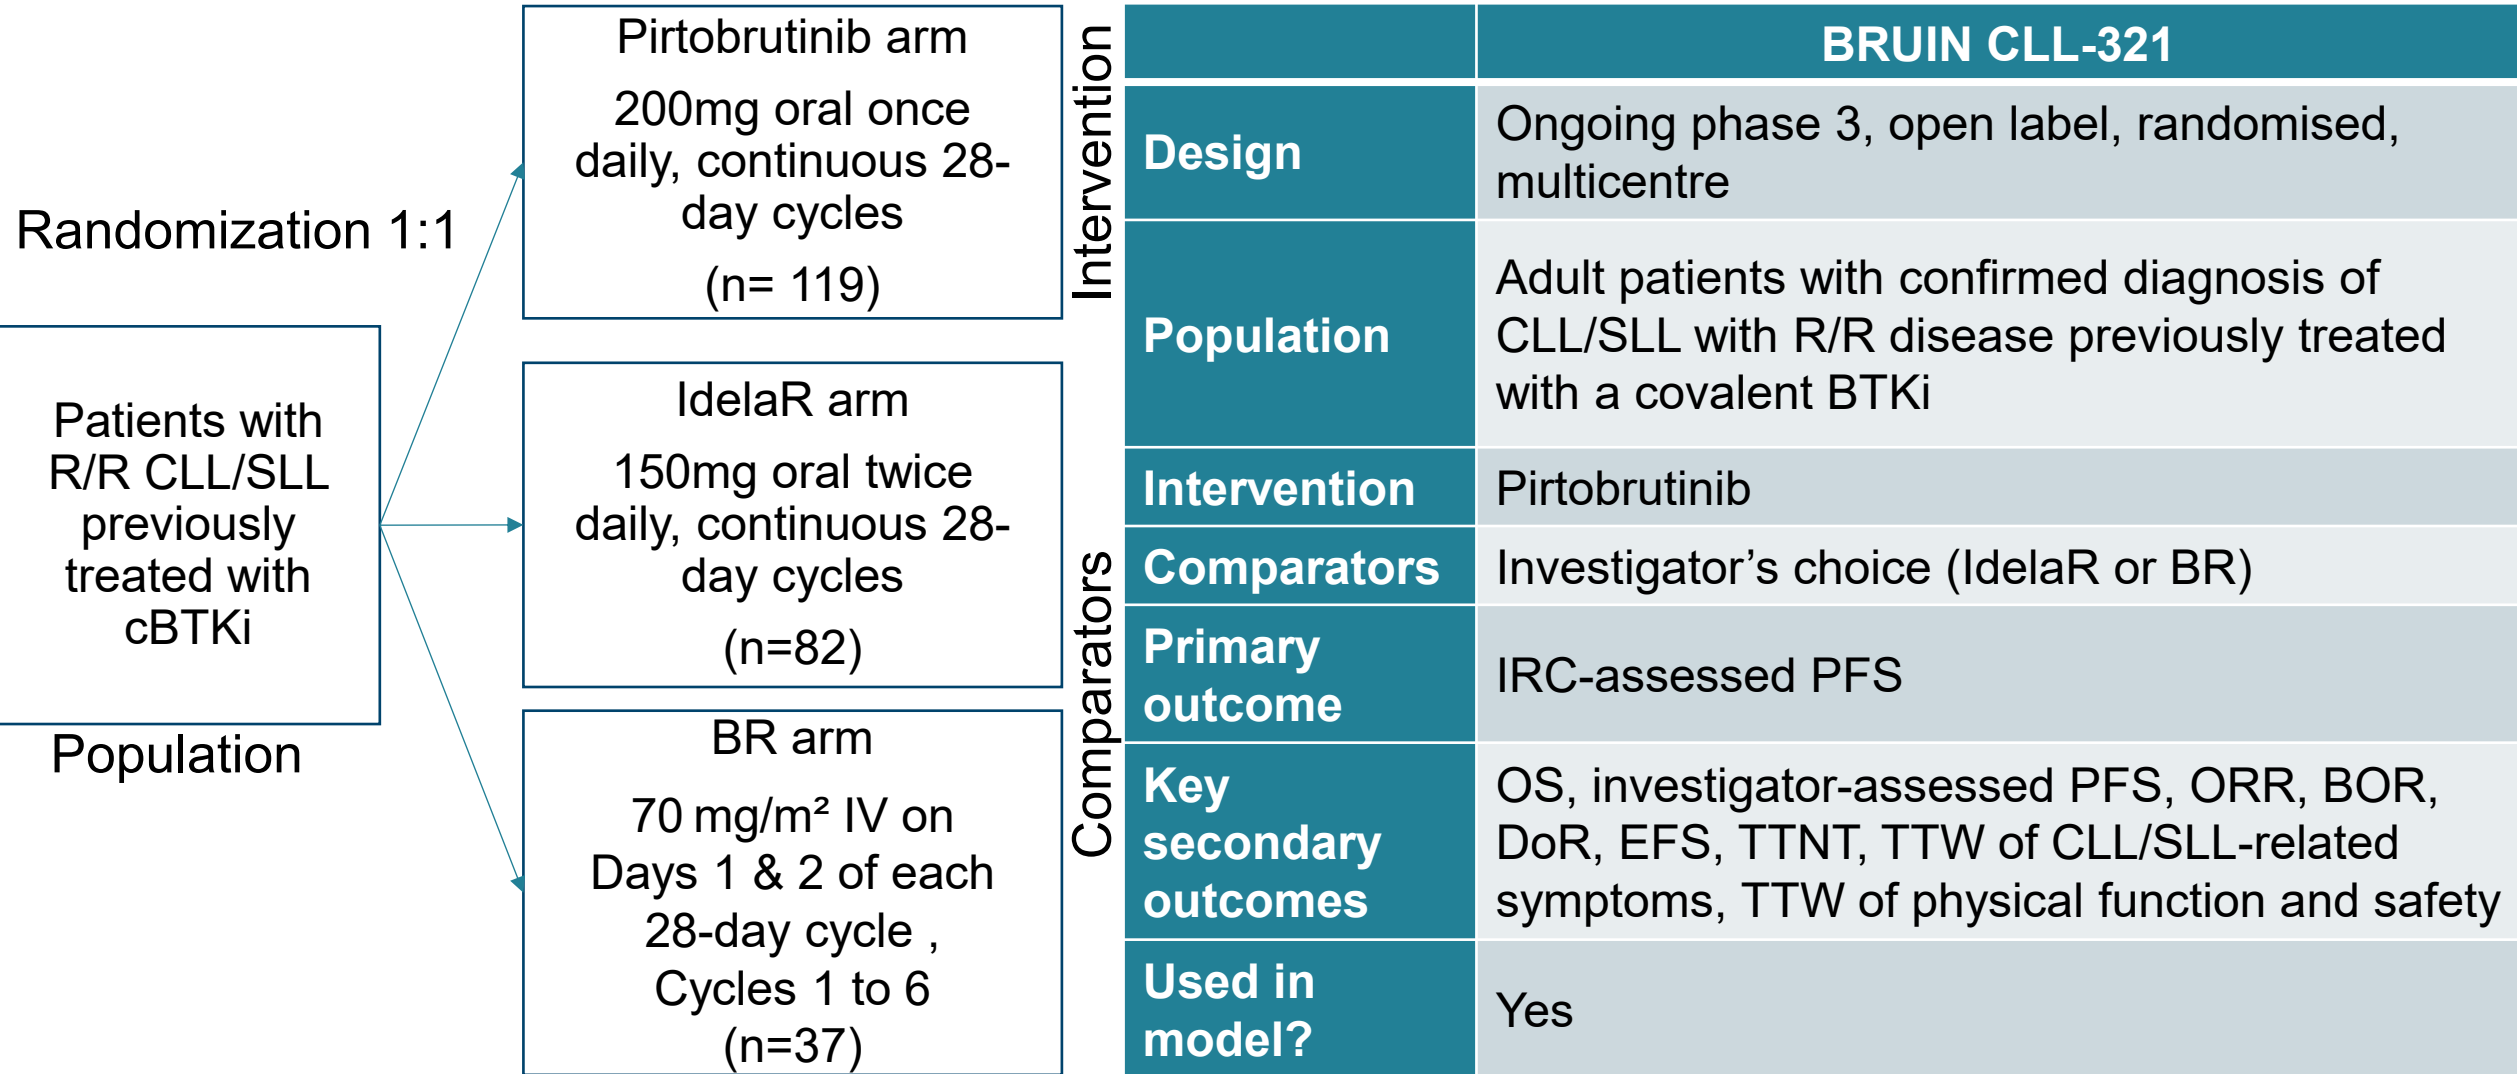 Randomization 1:1
Patients with
R/R CLL/SLL
previously
treated with
cBTKi
Population
Pirtobrutinib arm
200mg oral once
daily, continuous 28-
day cycles
(n= 119)
IdelaR arm
150mg oral twice
daily, continuous 28-
day cycles
(n=82)
BR arm
70 mg/m² IV on
Days 1 & 2 of each
28-day cycle ,
Cycles 1 to 6
(n=37)
Intervention
Comparators
BRUIN CLL-321
Design
Ongoing phase 3, open label, randomised,
multicentre
Population
Adult patients with confirmed diagnosis of
CLL/SLL with R/R disease previously treated
with a covalent BTKi
Intervention
Pirtobrutinib
Comparators
Investigator’s choice (IdelaR or BR)
Primary
outcome
IRC-assessed PFS
Key
secondary
outcomes
OS, investigator-assessed PFS, ORR, BOR,
DoR, EFS, TTNT, TTW of CLL/SLL-related
symptoms, TTW of physical function and safety
Used in
model?
Yes